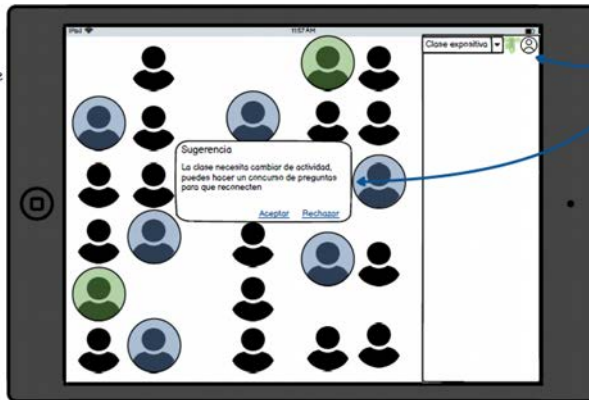 iPad
11:57 AM
Clase expositiva
Sugerencia
La clase necesita cambiar de actividad,
puedes hacer un concurso de preguntas
para que reconecten
Aceptar Rechazar